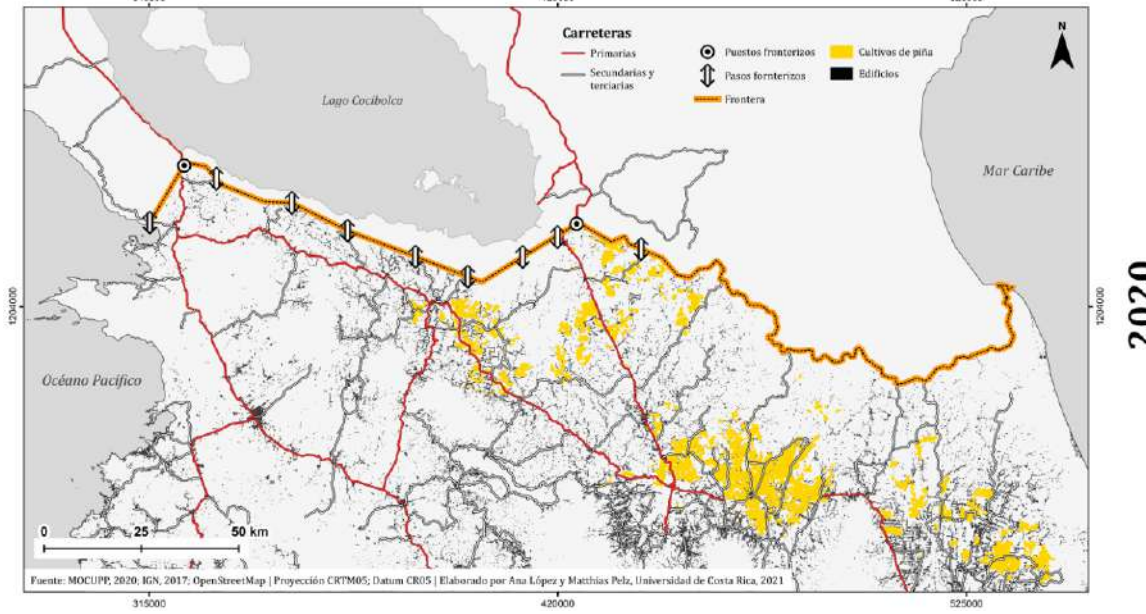 Carreteras
Primarias
Secundarias y
terciarias
Puestos fronterizos
Pasos fornterizos
Frontera
Cultivos de piña
Edificios
N
Lago Cocibolca
Mar Caribe
Océano Pacífico
1204000
1204000
2020
0 25 50 km
Fuente: MOCUPP, 2020; IGN, 2017; OpenStreetMap | Proyección CRTM05; Datum CR05 | Elaborado por Ana López y Matthias Pelz, Universidad de Costa Rica, 2021
315000 420000 525000